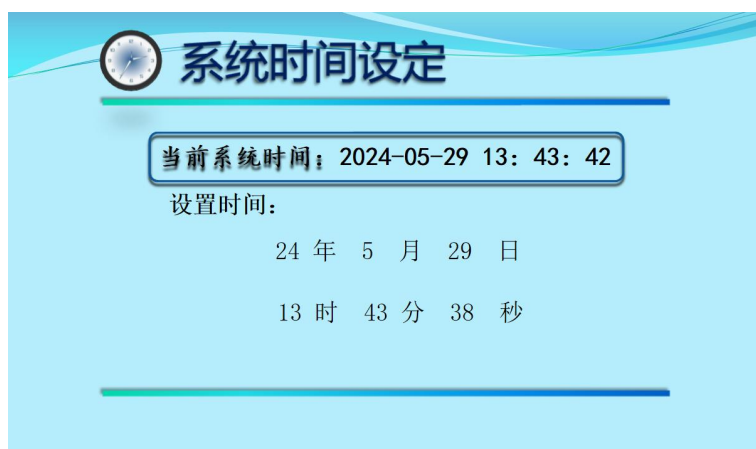 系统时间设定
当前系统时间：2024-05-29 13：43：42
设置时间：
24 年 5 月 29 日
13 时 43 分 38 秒